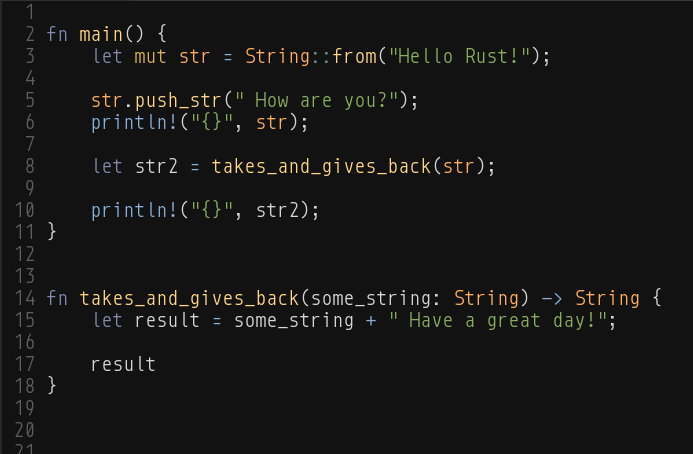 1
2 fn main() {
3     let mut str = String::from("Hello Rust!");
4
5     str.push_str(" How are you?");
6     println!("{}", str);
7
8     let str2 = takes_and_gives_back(str);
9
10     println!("{}", str2);
11 }
12
13
14 fn takes_and_gives_back(some_string: String) -> String {
15     let result = some_string + " Have a great day!";
16
17     result
18 }
19
20
21